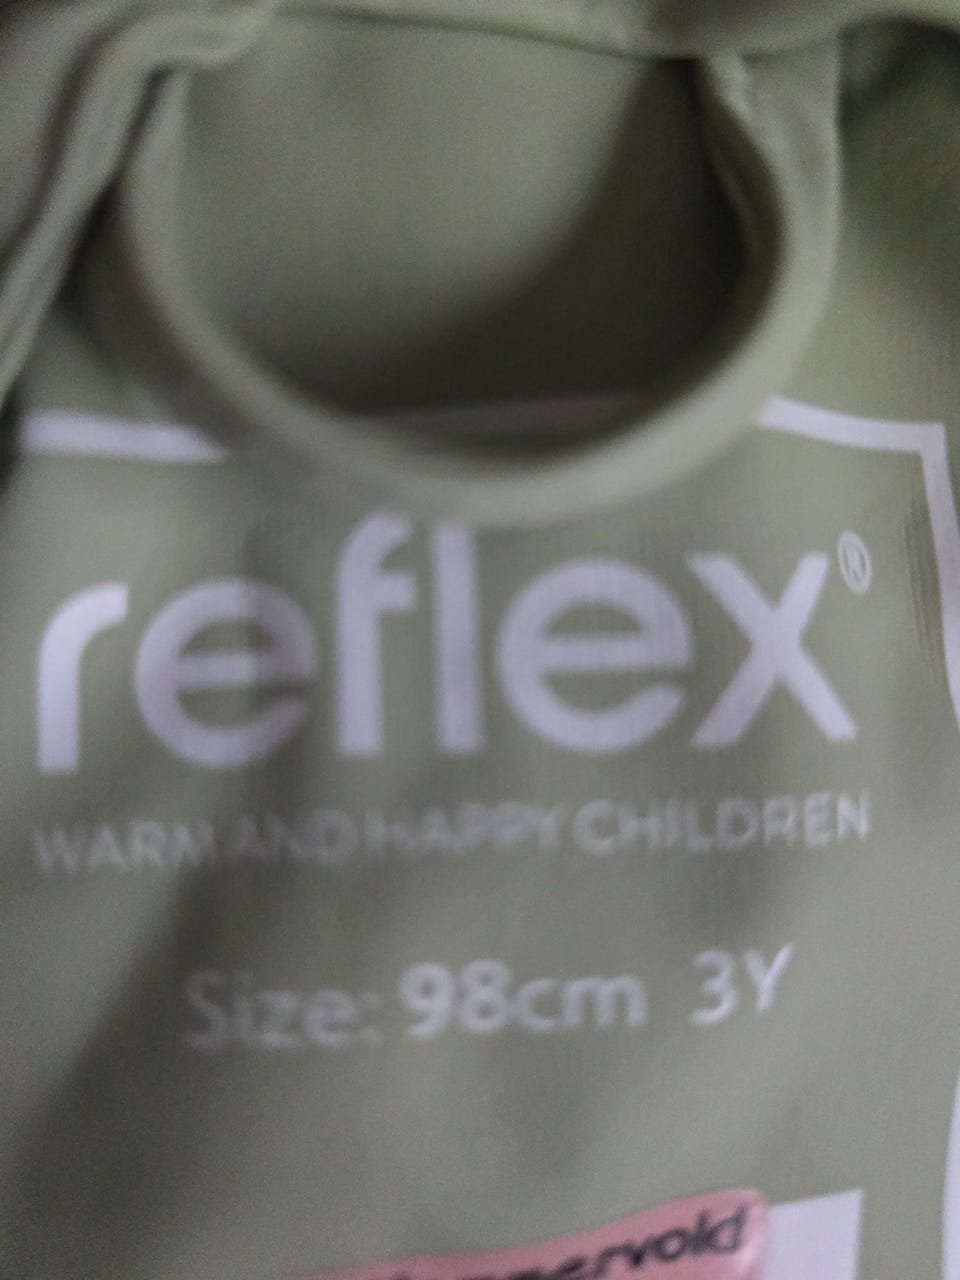 reflex®
WARM AND HAPPY CHILDREN
Size: 98cm 3Y